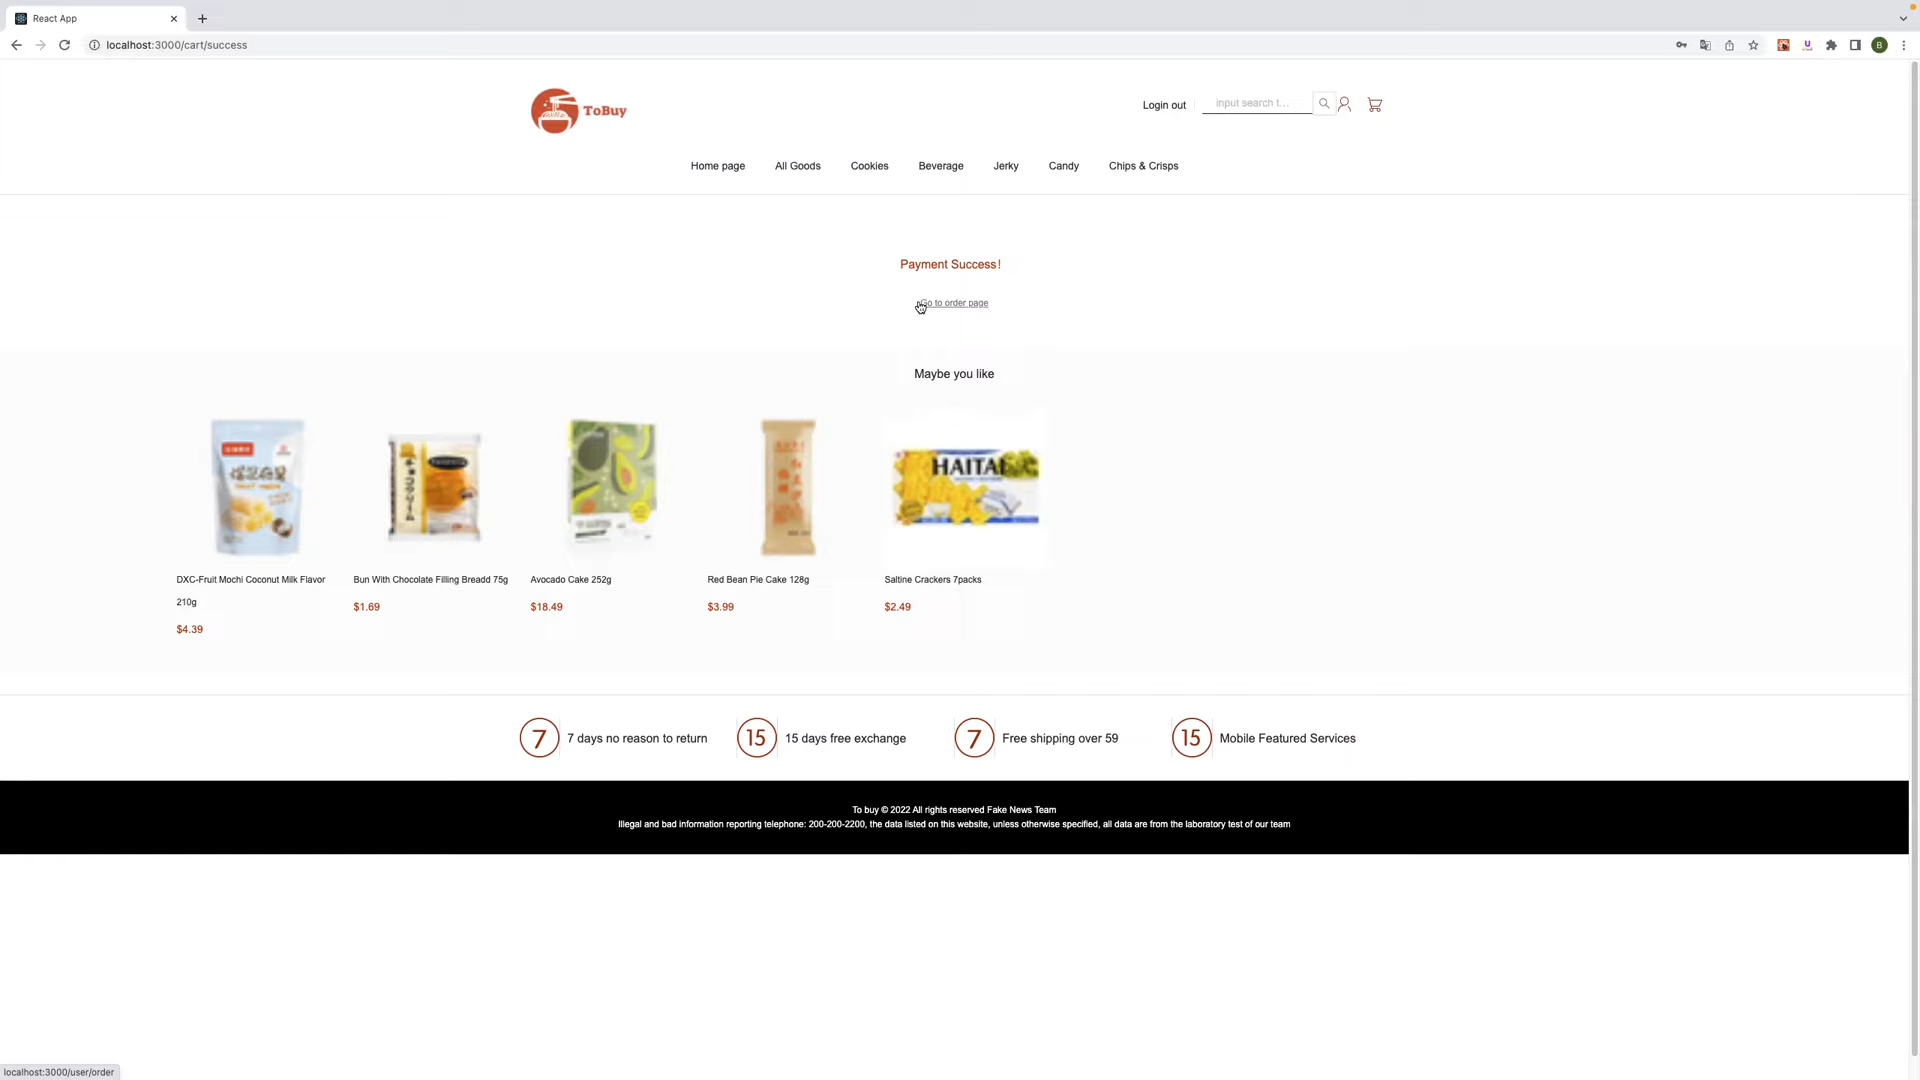 React App
localhost:3000/cart/success
B
ToBuy
Login out
input search t...
Home page
All Goods
Cookies
Beverage
Jerky
Candy
Chips & Crisps
Payment Success!
Go to order page
Maybe you like
HAITAI
DXC-Fruit Mochi Coconut Milk Flavor
210g
$4.39
Bun With Chocolate Filling Breadd 75g
$1.69
Avocado Cake 252g
$18.49
Red Bean Pie Cake 128g
$3.99
Saltine Crackers 7packs
$2.49
7
7 days no reason to return
15
15 days free exchange
7
Free shipping over 59
15
Mobile Featured Services
To buy © 2022 All rights reserved Fake News Team
Illegal and bad information reporting telephone: 200-200-2200, the data listed on this website, unless otherwise specified, all data are from the laboratory test of our team
localhost:3000/user/order